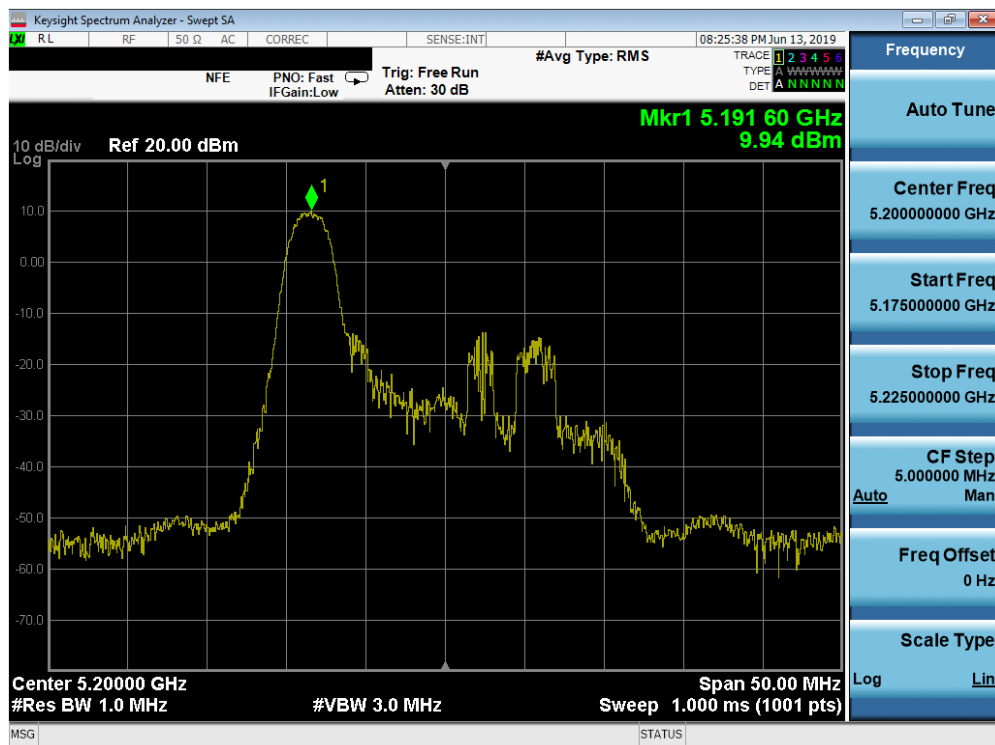 Keysight Spectrum Analyzer - Swept SA
LXI RL RF 50 Ω AC CORREC SENSE:INT 08:25:38 PM Jun 13, 2019
NFE PNO: Fast Trig: Free Run #Avg Type: RMS TRACE 1 2 3 4 5 6
IFGain:Low Atten: 30 dB TYPE A WWWWW
DET A N N N N N
Mkr1 5.191 60 GHz
9.94 dBm
10 dB/div Ref 20.00 dBm
Log
1
10.0
0.00
-10.0
-20.0
-30.0
-40.0
-50.0
-60.0
-70.0
Center 5.20000 GHz Span 50.00 MHz
#Res BW 1.0 MHz #VBW 3.0 MHz Sweep 1.000 ms (1001 pts)
MSG STATUS
Frequency
Auto Tune
Center Freq
5.200000000 GHz
Start Freq
5.175000000 GHz
Stop Freq
5.225000000 GHz
CF Step
5.000000 MHz
Auto Man
Freq Offset
0 Hz
Scale Type
Log Lin